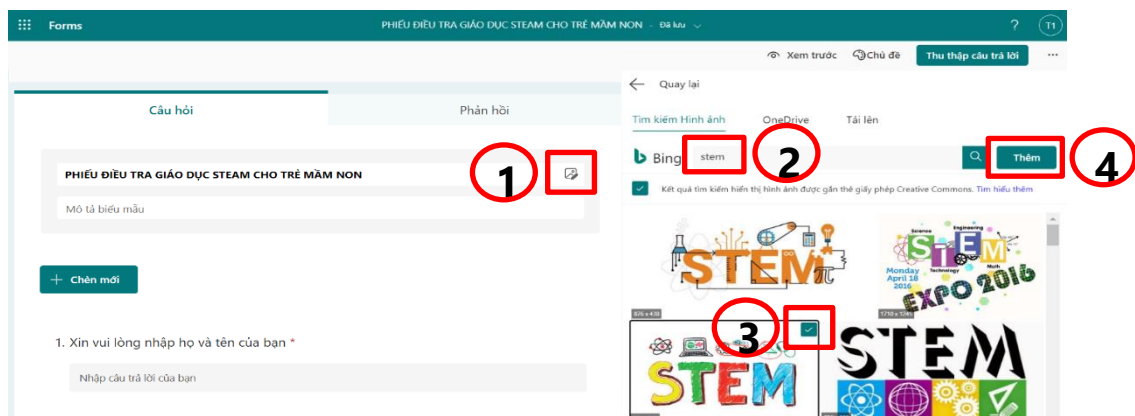 Forms
PHIẾU ĐIỀU TRA GIÁO DỤC STEAM CHO TRẺ MẦM NON - Đã lưu
? T1
Xem trước Chủ đề Thu thập câu trả lời ...
Quay lại
Câu hỏi Phản hồi
Tìm kiếm Hình ảnh OneDrive Tải lên
Bing stem 2 Thêm 4
PHIẾU ĐIỀU TRA GIÁO DỤC STEAM CHO TRẺ MẦM NON 1
Kết quả tìm kiếm hiển thị hình ảnh được gắn thẻ giấy phép Creative Commons. Tìm hiểu thêm
Mô tả biểu mẫu
STEM π
Science Engineering
STEM
Technology Math
Monday
April 18
2016
EXPO 2016
+ Chèn mới
876 x 438 1710 x 1245
3
1. Xin vui lòng nhập họ và tên của bạn *
Nhập câu trả lời của bạn
STEM
STEM